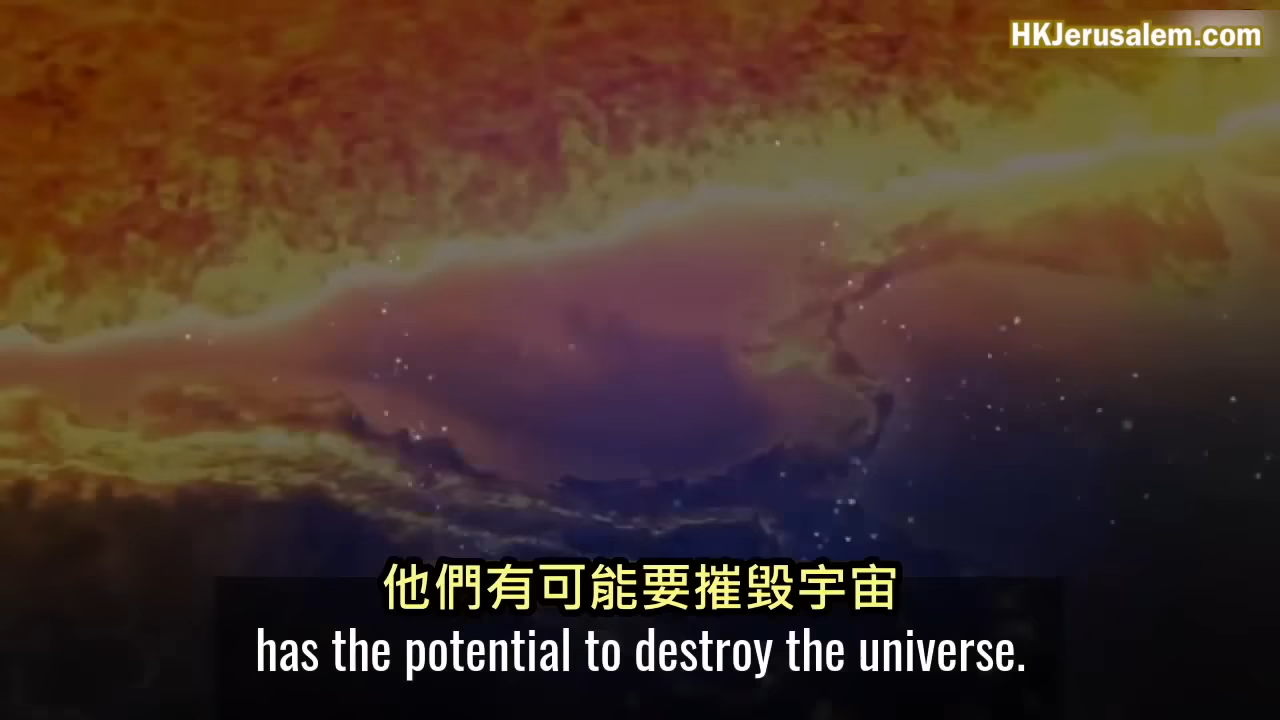 HKJerusalem.com
他們有可能要摧毀宇宙
has the potential to destroy the universe.